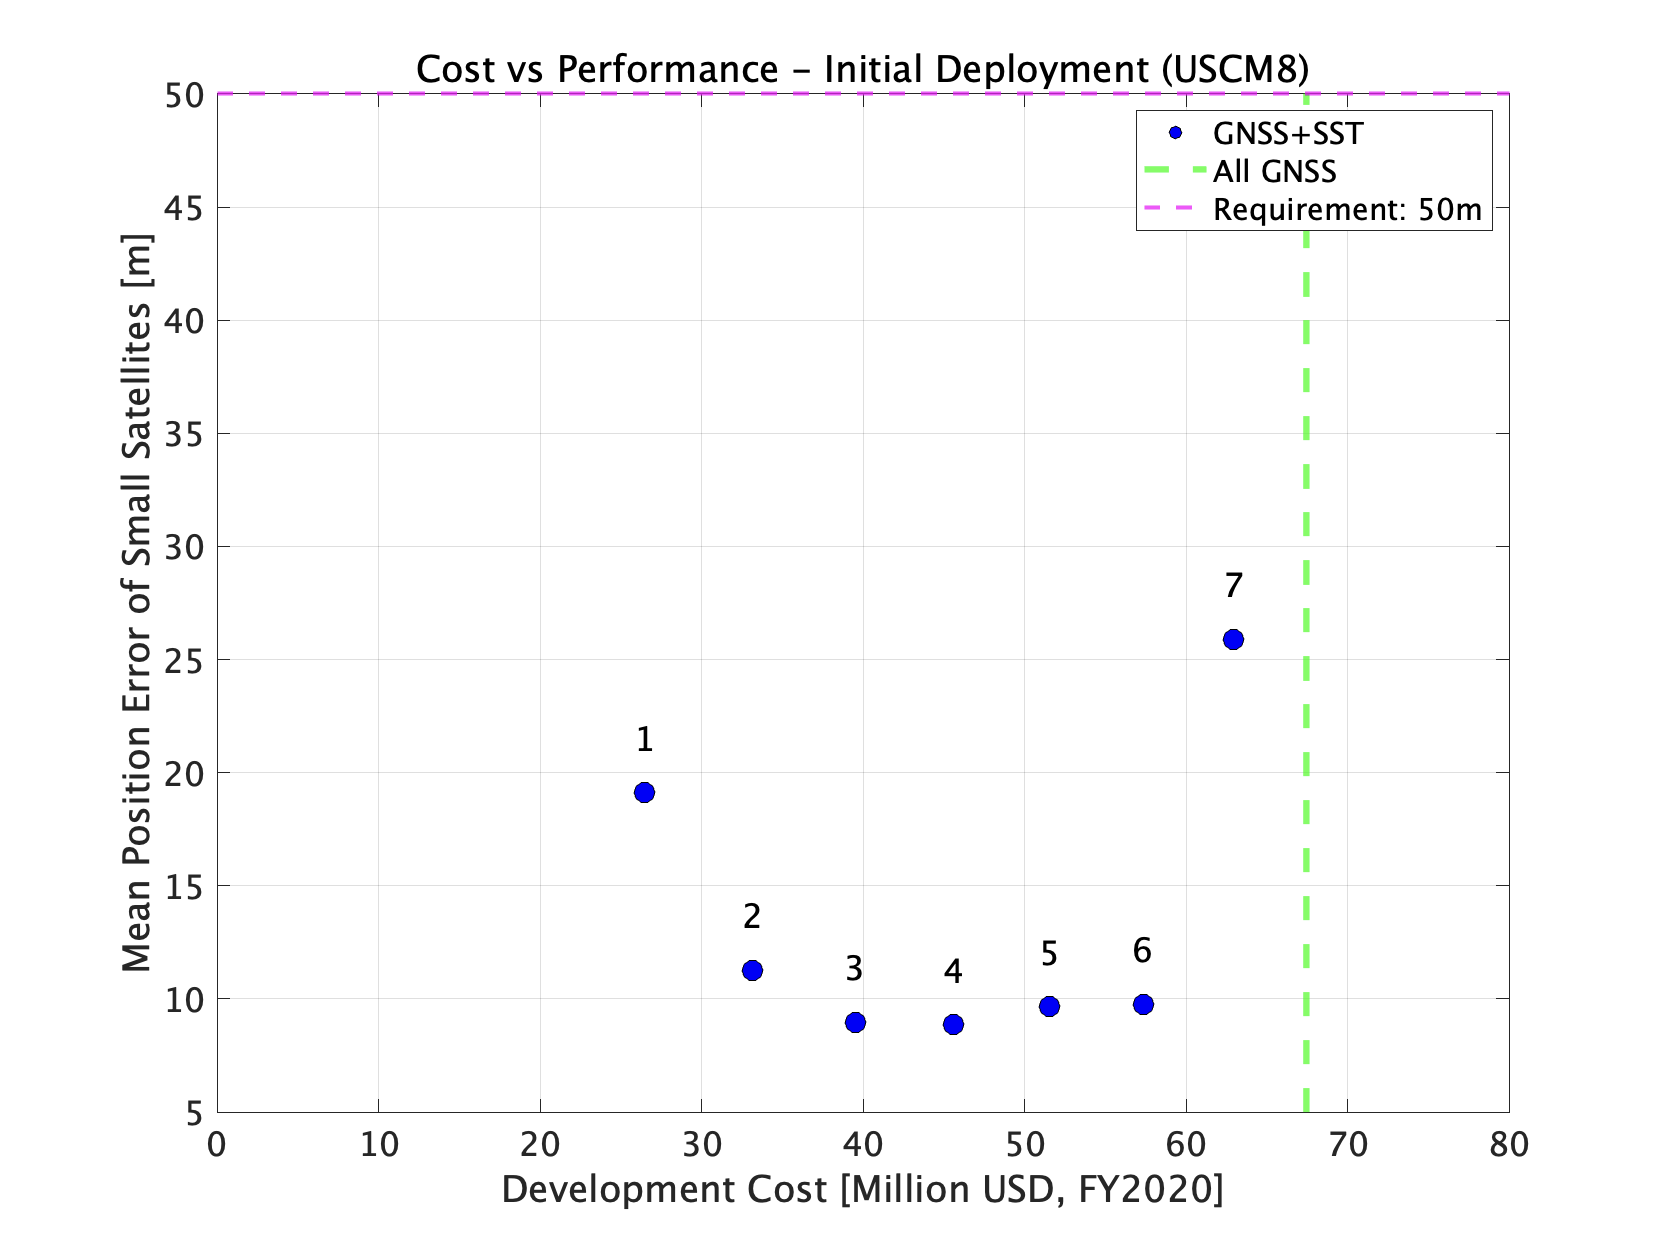 Cost vs Performance – Initial Deployment (USCM8)
50
45
40
35
30
25
20
15
10
5
Mean Position Error of Small Satellites [m]
GNSS+SST
All GNSS
Requirement: 50m
7
1
2
3
4
5
6
0 10 20 30 40 50 60 70 80
Development Cost [Million USD, FY2020]